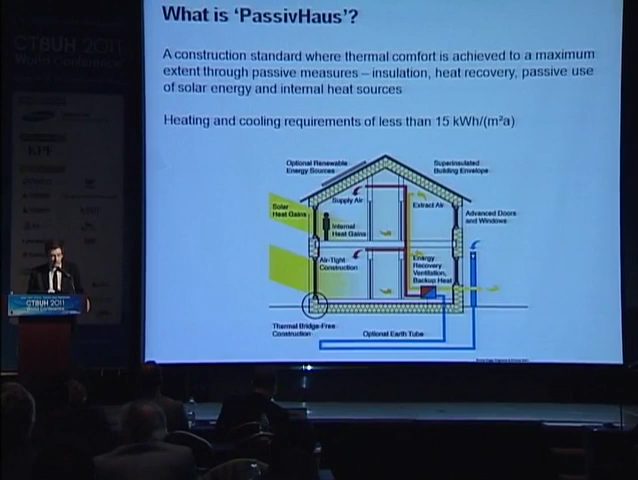 What is 'PassivHaus'?
A construction standard where thermal comfort is achieved to a maximum
extent through passive measures – insulation, heat recovery, passive use
of solar energy and internal heat sources
Heating and cooling requirements of less than 15 kWh/(m²a)
Optional Renewable
Energy Sources
Superinsulated
Building Envelope
Supply Air
Extract Air
Solar
Heat Gains
Internal
Heat Gains
Advanced Doors
and Windows
Air-Tight
Construction
Energy
Recovery
Ventilation,
Backup Heat
Thermal Bridge-Free
Construction
Optional Earth Tube
CTBUH 2011
World Conference
KPF
CTBUH 2011